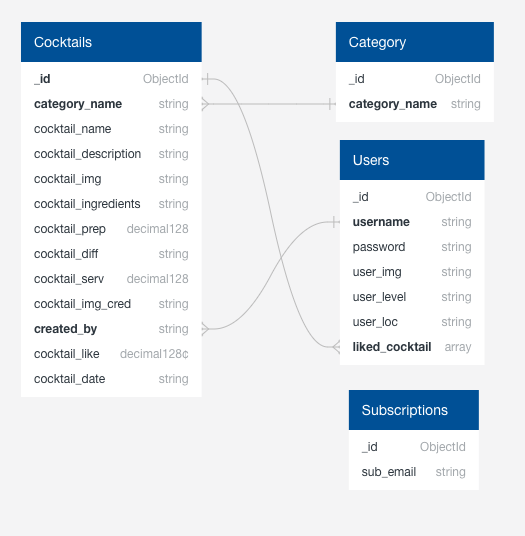 Cocktails
_id ObjectId
category_name string
cocktail_name string
cocktail_description string
cocktail_img string
cocktail_ingredients string
cocktail_prep decimal128
cocktail_diff string
cocktail_serv decimal128
cocktail_img_cred string
created_by string
cocktail_like decimal128¢
cocktail_date string
Category
_id ObjectId
category_name string
Users
_id ObjectId
username string
password string
user_img string
user_level string
user_loc string
liked_cocktail array
Subscriptions
_id ObjectId
sub_email string